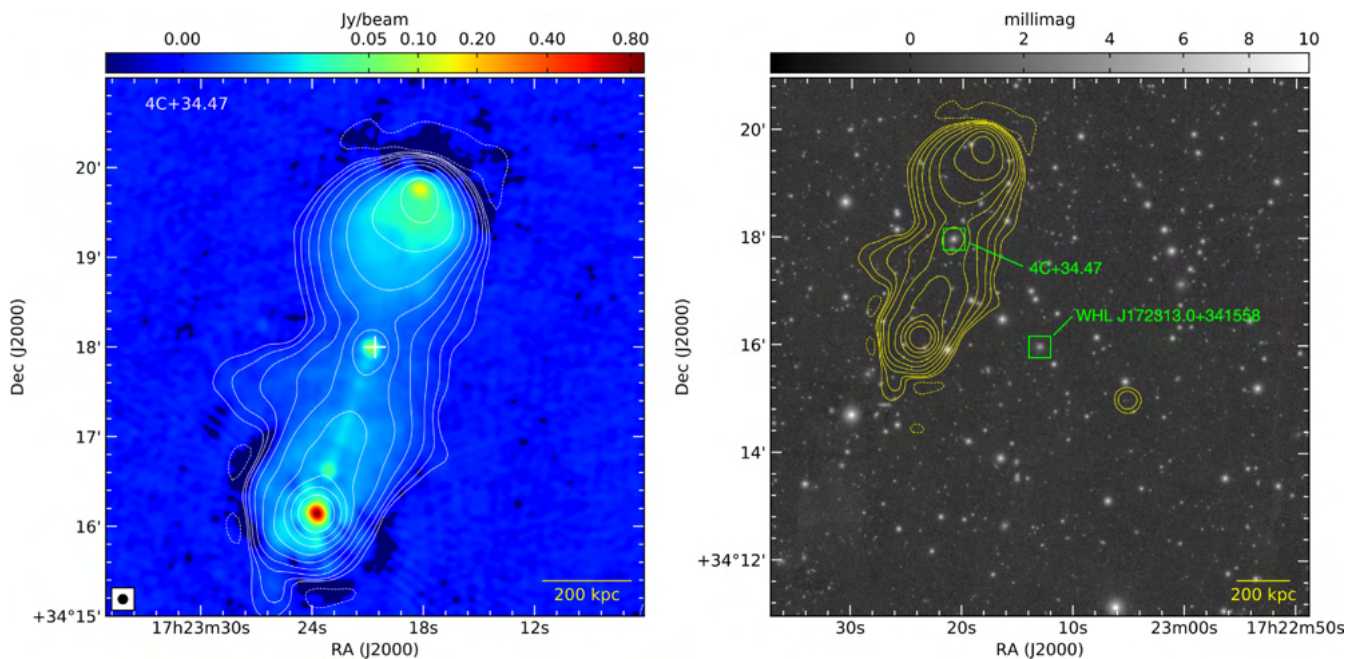 Jy/beam
0.00 0.05 0.10 0.20 0.40 0.80
4C+34.47
20'
19'
18'
17'
16'
+34°15'
Dec (J2000)
200 kpc
17h23m30s 24s 18s 12s
RA (J2000)
millimag
0 2 4 6 8 10
20'
18'
16'
14'
+34°12'
Dec (J2000)
4C+34.47
WHL J172313.0+341558
200 kpc
30s 20s 10s 23m00s 17h22m50s
RA (J2000)